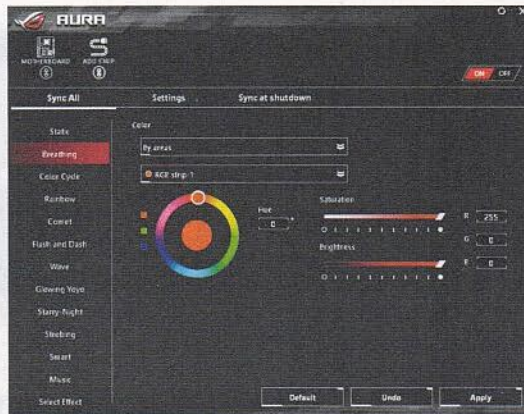 AURA
MOTHERBOARD
ADD STRIP
ON OFF
Sync All Settings Sync at shutdown
Static
Breathing
Color Cycle
Rainbow
Comet
Flash and Dash
Wave
Glowing Yoyo
Starry-Night
Strobing
Smart
Music
Select Effect
Color
By areas
RGB strip-1
Hue
0 °
Saturation
R 255
G 0
Brightness
B 0
Default Undo Apply